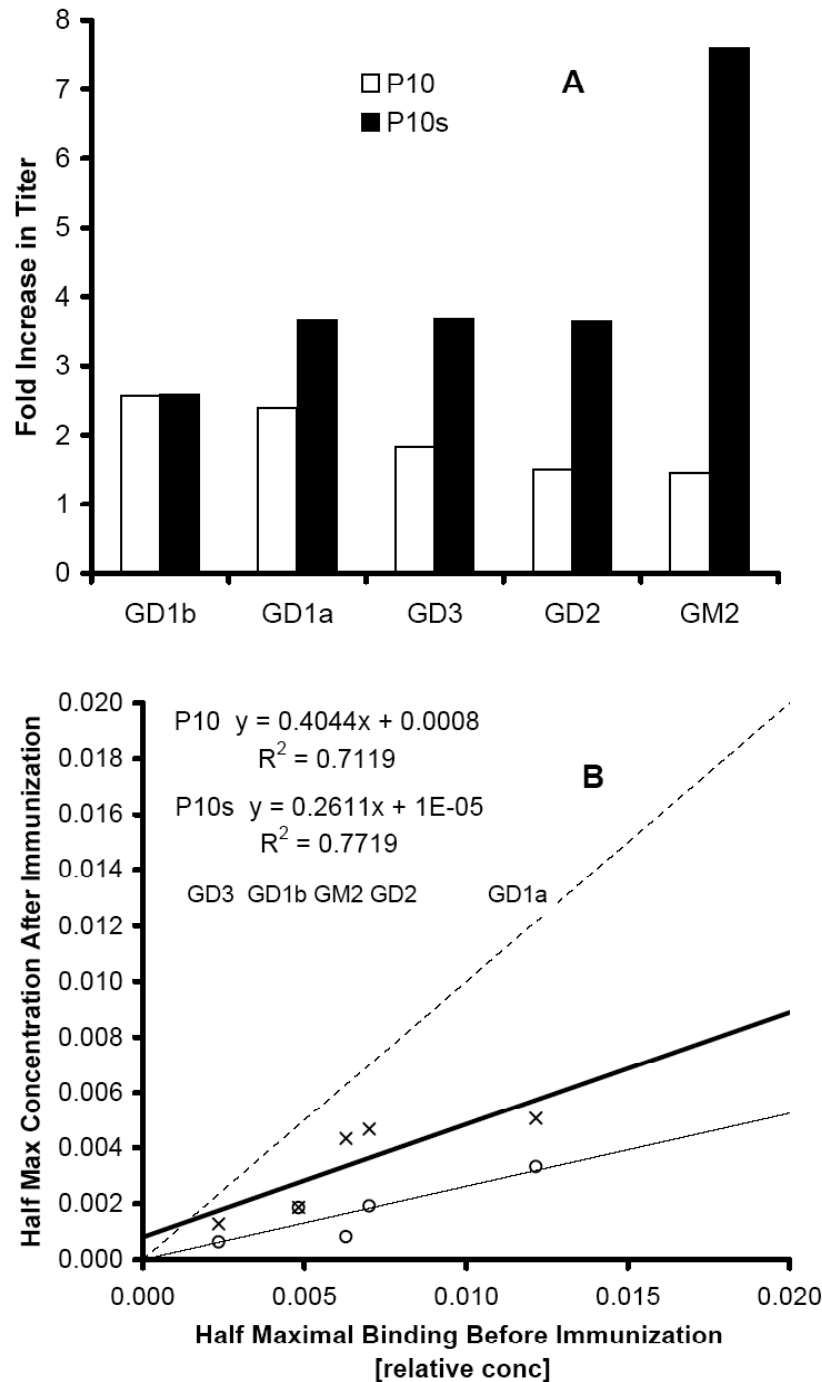 8
7
6
5
4
3
2
1
0
Fold Increase in Titer
P10
P10s
A
GD1b GD1a GD3 GD2 GM2
0.020
0.018
0.016
0.014
0.012
0.010
0.008
0.006
0.004
0.002
0.000
Half Max Concentration After Immunization
P10 y = 0.4044x + 0.0008
R² = 0.7119
P10s y = 0.2611x + 1E-05
R² = 0.7719
B
GD3 GD1b GM2 GD2 GD1a
0.000 0.005 0.010 0.015 0.020
Half Maximal Binding Before Immunization
[relative conc]